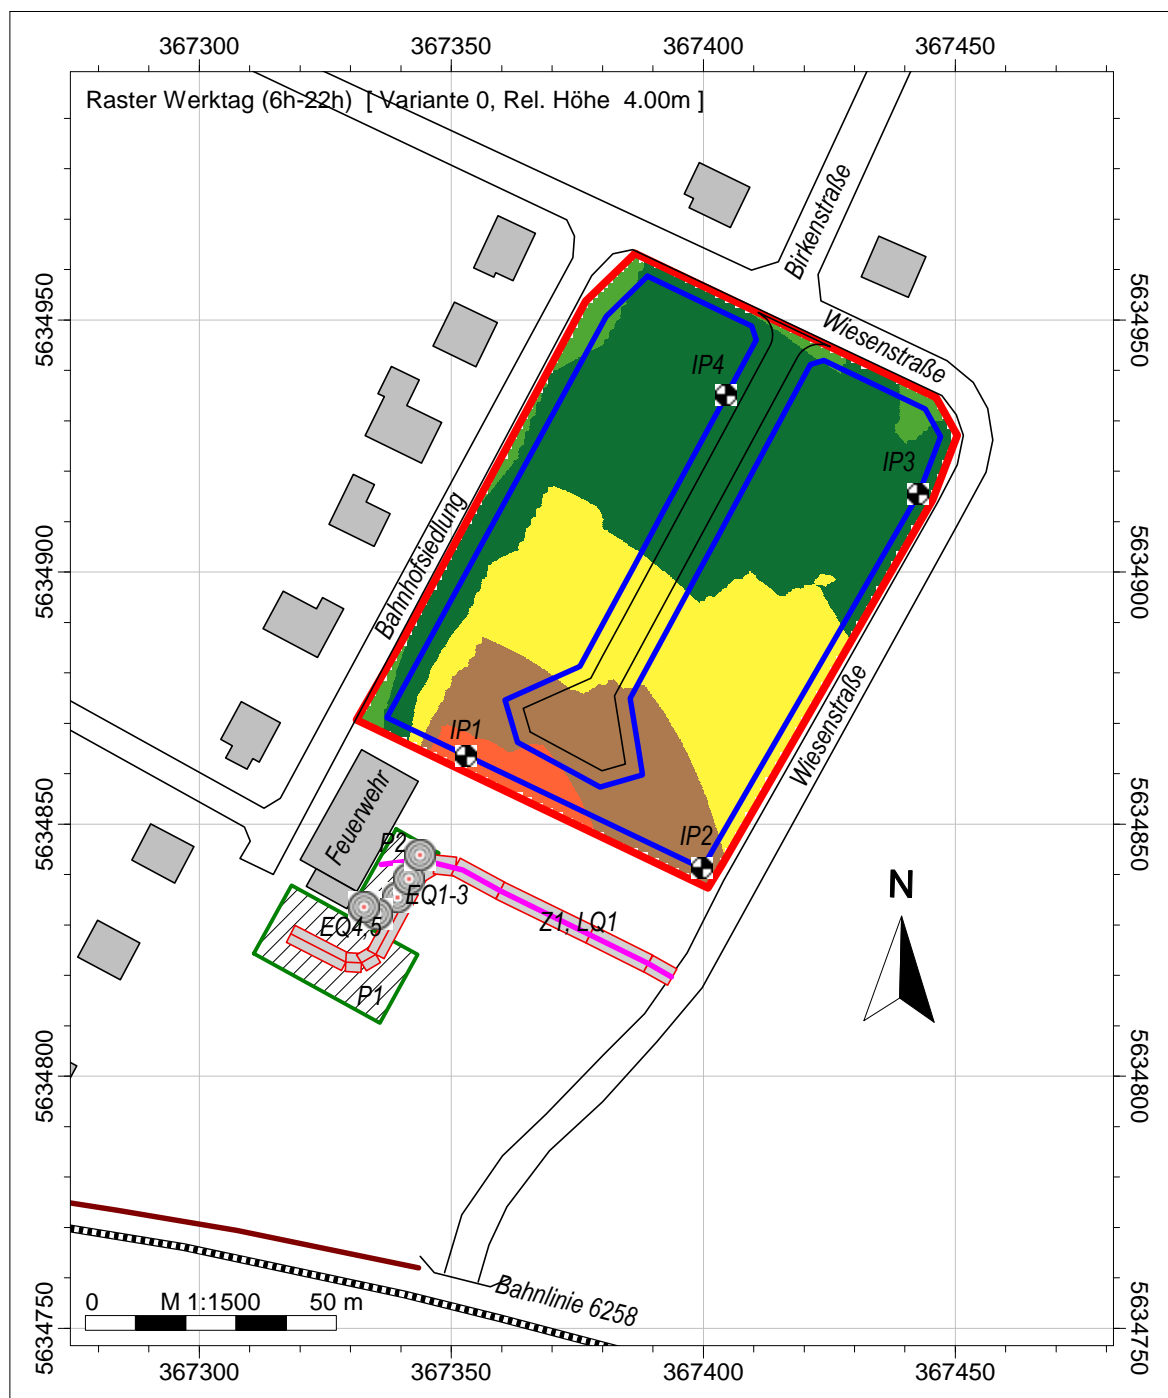 367300 367350 367400 367450
Raster Werktag (6h-22h) [ Variante 0, Rel. Höhe 4.00m ]
Birkenstraße
Wiesenstraße
5634950
5634950
IP4
IP3
Bahnhofsiedlung
5634900
5634900
IP1
Wiesenstraße
Feuerwehr
IP2
5634850
5634850
P2
EQ1-3
N
EQ4,5
Z1, LQ1
P1
5634800
5634800
Bahnlinie 6258
0 M 1:1500 50 m
5634750
5634750
367300 367350 367400 367450